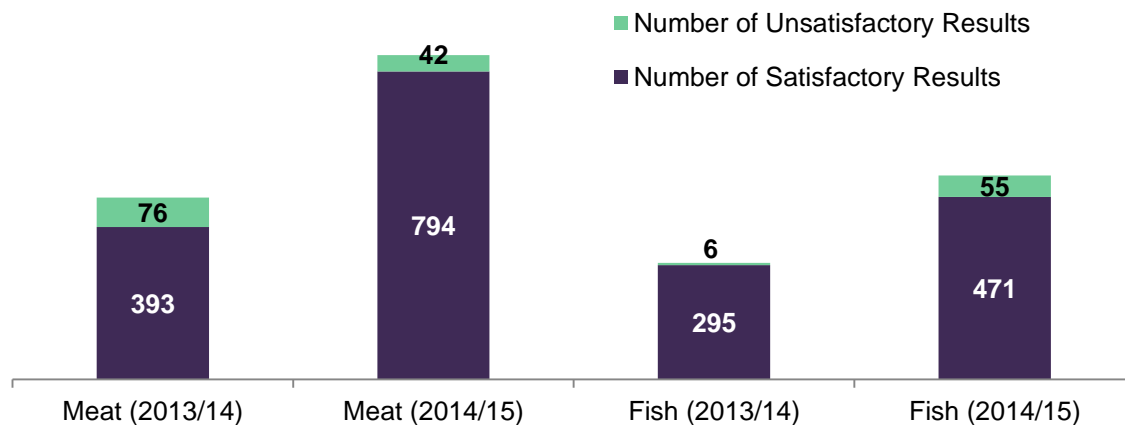 Number of Unsatisfactory Results
Number of Satisfactory Results
42
76
794
393
6
295
55
471
Meat (2013/14)
Meat (2014/15)
Fish (2013/14)
Fish (2014/15)